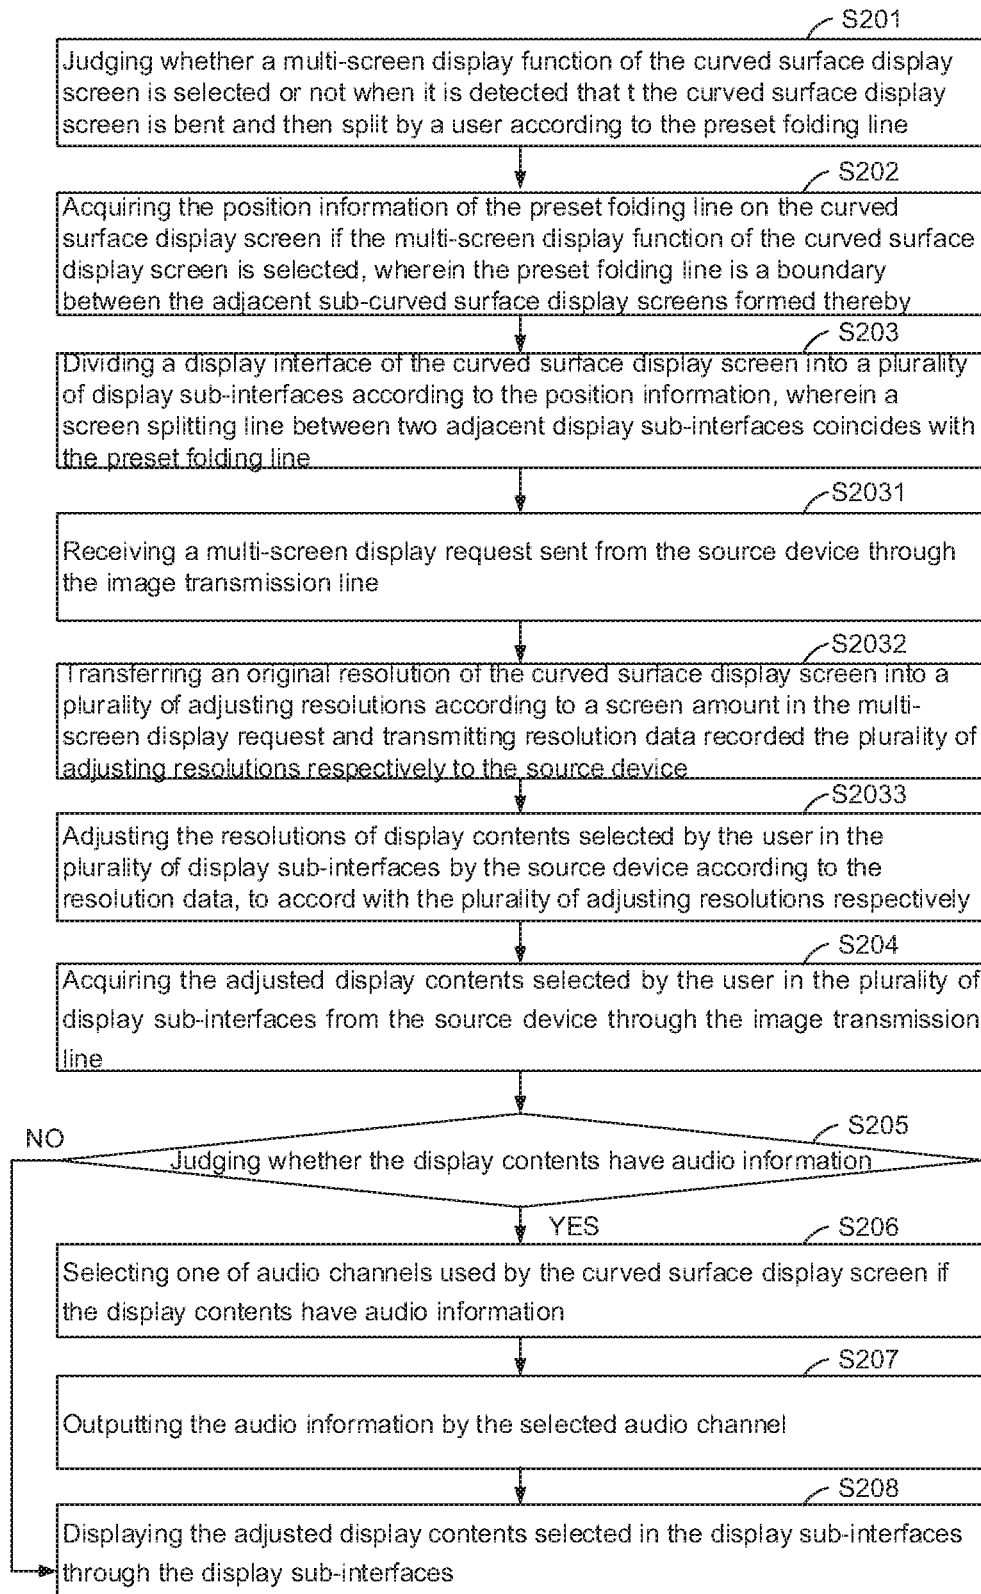 S201
Judging whether a multi-screen display function of the curved surface display
screen is selected or not when it is detected that t the curved surface display
screen is bent and then split by a user according to the preset folding line
S202
Acquiring the position information of the preset folding line on the curved
surface display screen if the multi-screen display function of the curved surface
display screen is selected, wherein the preset folding line is a boundary
between the adjacent sub-curved surface display screens formed thereby
S203
Dividing a display interface of the curved surface display screen into a plurality
of display sub-interfaces according to the position information, wherein a
screen splitting line between two adjacent display sub-interfaces coincides with
the preset folding line
S2031
Receiving a multi-screen display request sent from the source device through
the image transmission line
S2032
Transferring an original resolution of the curved surface display screen into a
plurality of adjusting resolutions according to a screen amount in the multi-
screen display request and transmitting resolution data recorded the plurality of
adjusting resolutions respectively to the source device
S2033
Adjusting the resolutions of display contents selected by the user in the
plurality of display sub-interfaces by the source device according to the
resolution data, to accord with the plurality of adjusting resolutions respectively
S204
Acquiring the adjusted display contents selected by the user in the plurality of
display sub-interfaces from the source device through the image transmission
line
S205
NO
Judging whether the display contents have audio information
YES
S206
Selecting one of audio channels used by the curved surface display screen if
the display contents have audio information
S207
Outputting the audio information by the selected audio channel
S208
Displaying the adjusted display contents selected in the display sub-interfaces
through the display sub-interfaces